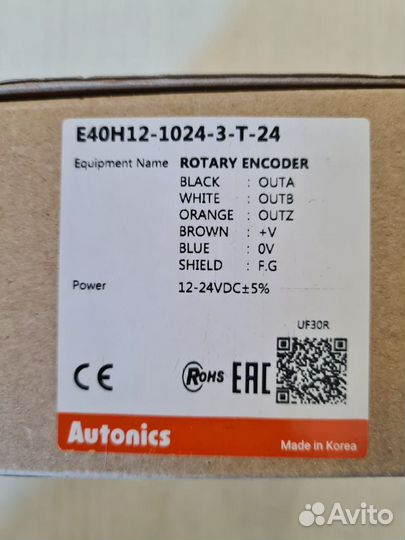 E40H12-1024-3-T-24
Equipment Name ROTARY ENCODER
BLACK : OUTA
WHITE : OUTB
ORANGE : OUTZ
BROWN : +V
BLUE : 0V
SHIELD : F.G
Power 12-24VDC±5%
UF30R
CE RoHS EAC
Autonics
Made in Korea
Avito